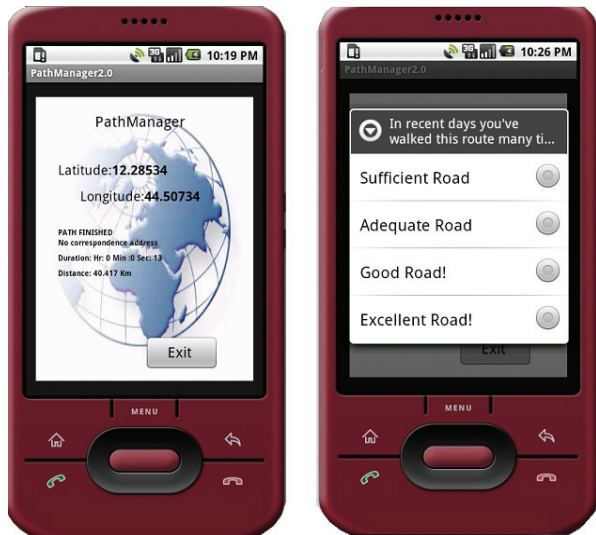 3G
10:19 PM
PathManager2.0
PathManager
Latitude:12.28534
Longitude:44.50734
PATH FINISHED
No correspondence address
Duration: Hr: 0 Min :0 Sec: 13
Distance: 40.417 Km
Exit
MENU
3G
10:26 PM
PathManager2.0
In recent days you've
walked this route many ti...
Sufficient Road
Adequate Road
Good Road!
Excellent Road!
Exit
MENU